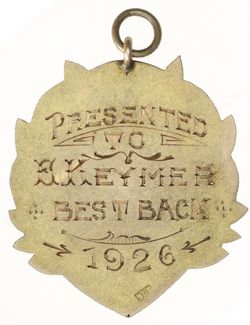 PRESENTED
TO
E. KEYMER
BEST BACK
1926